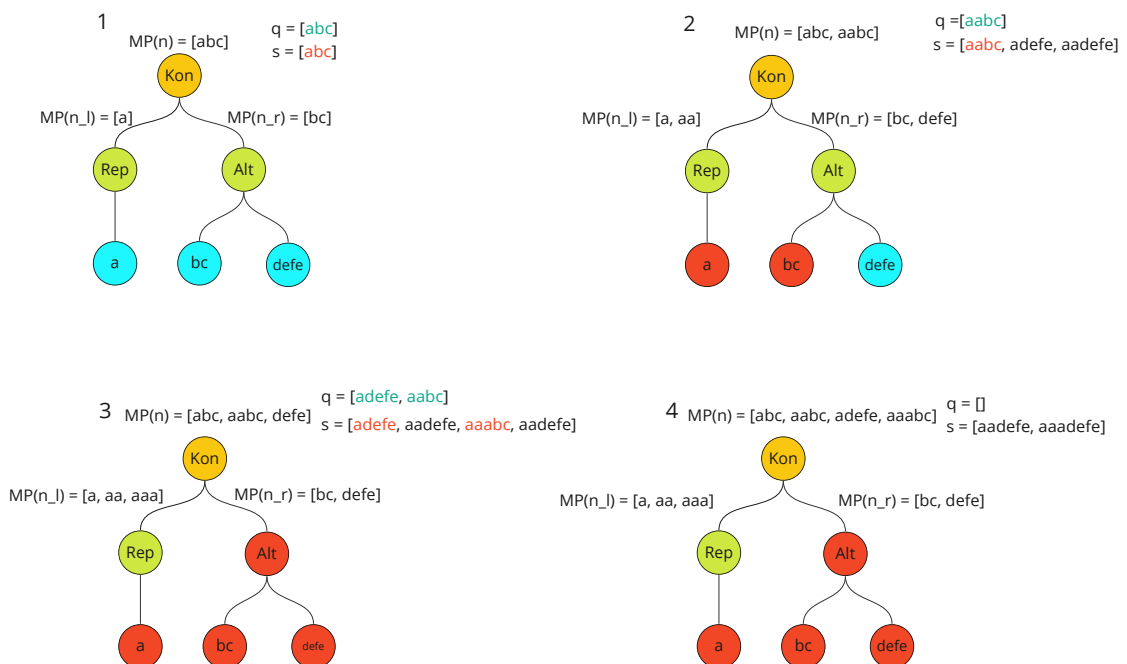 1
q = [abc]
s = [abc]
MP(n) = [abc]
Kon
MP(n_l) = [a]
MP(n_r) = [bc]
Rep
Alt
a
bc
defe
2
q =[aabc]
s = [aabc, adefe, aadefe]
MP(n) = [abc, aabc]
Kon
MP(n_l) = [a, aa]
MP(n_r) = [bc, defe]
Rep
Alt
a
bc
defe
3
q = [adefe, aabc]
s = [adefe, aadefe, aaabc, aadefe]
MP(n) = [abc, aabc, defe]
Kon
MP(n_l) = [a, aa, aaa]
MP(n_r) = [bc, defe]
Rep
Alt
a
bc
defe
4
q = []
s = [aadefe, aaadefe]
MP(n) = [abc, aabc, adefe, aaabc]
Kon
MP(n_l) = [a, aa, aaa]
MP(n_r) = [bc, defe]
Rep
Alt
a
bc
defe